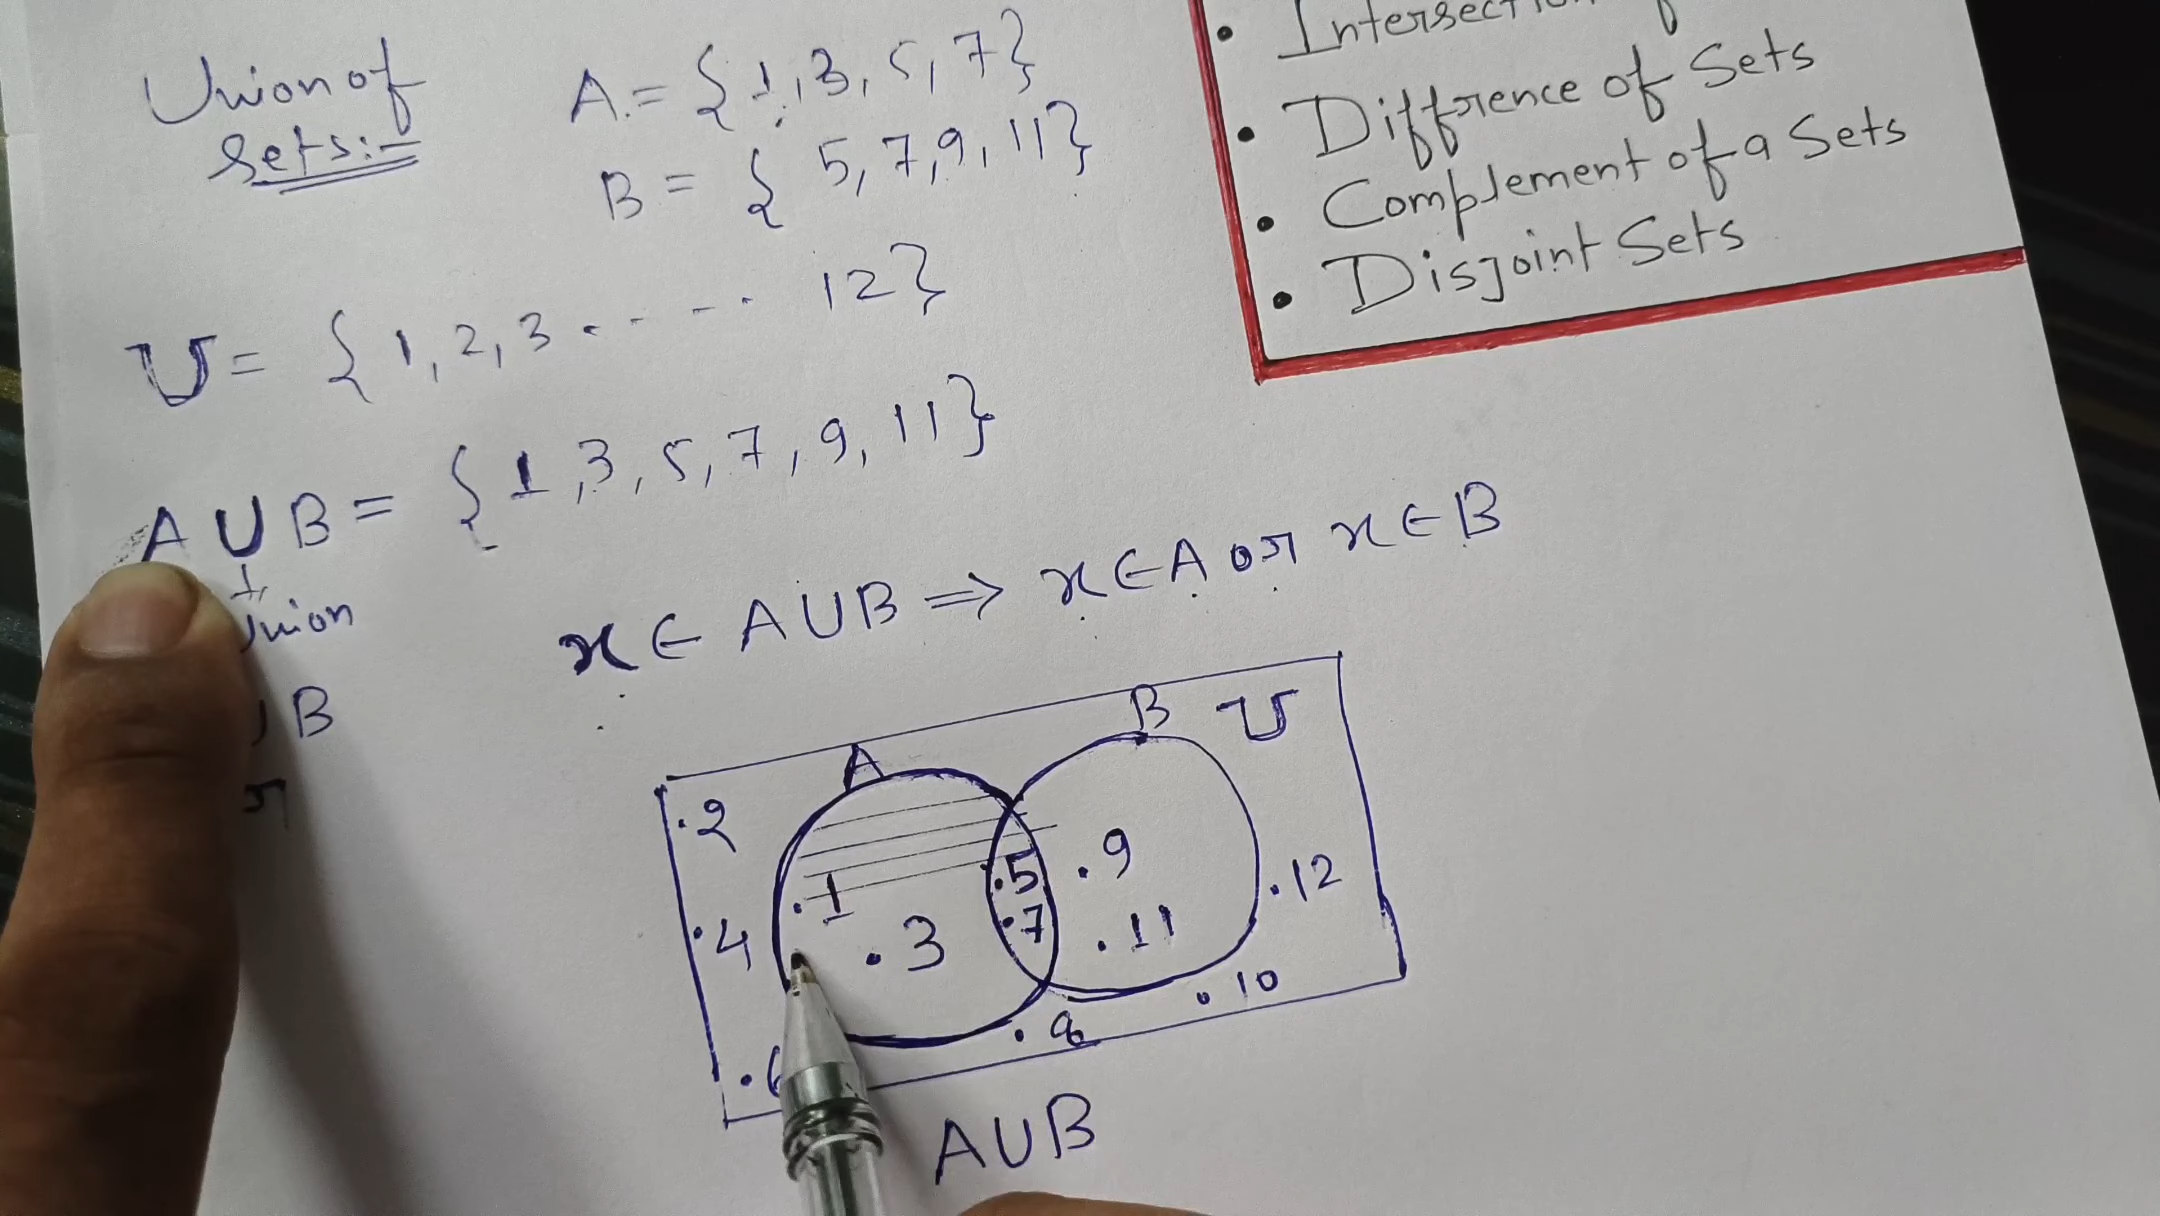 Union of
Sets:-
A = {1, 3, 5, 7}
B = {5, 7, 9, 11}
U = {1, 2, 3 ..... 12}
A U B = {1, 3, 5, 7, 9, 11}
Union
B
x ∈ A U B ⇒ x ∈ A or x ∈ B
A
B
U
.2
.4
.1
.3
.5
.7
.9
.11
.12
.10
.8
A U B
• Intersection
• Diffrence of Sets
• Complement of a Sets
• Disjoint Sets